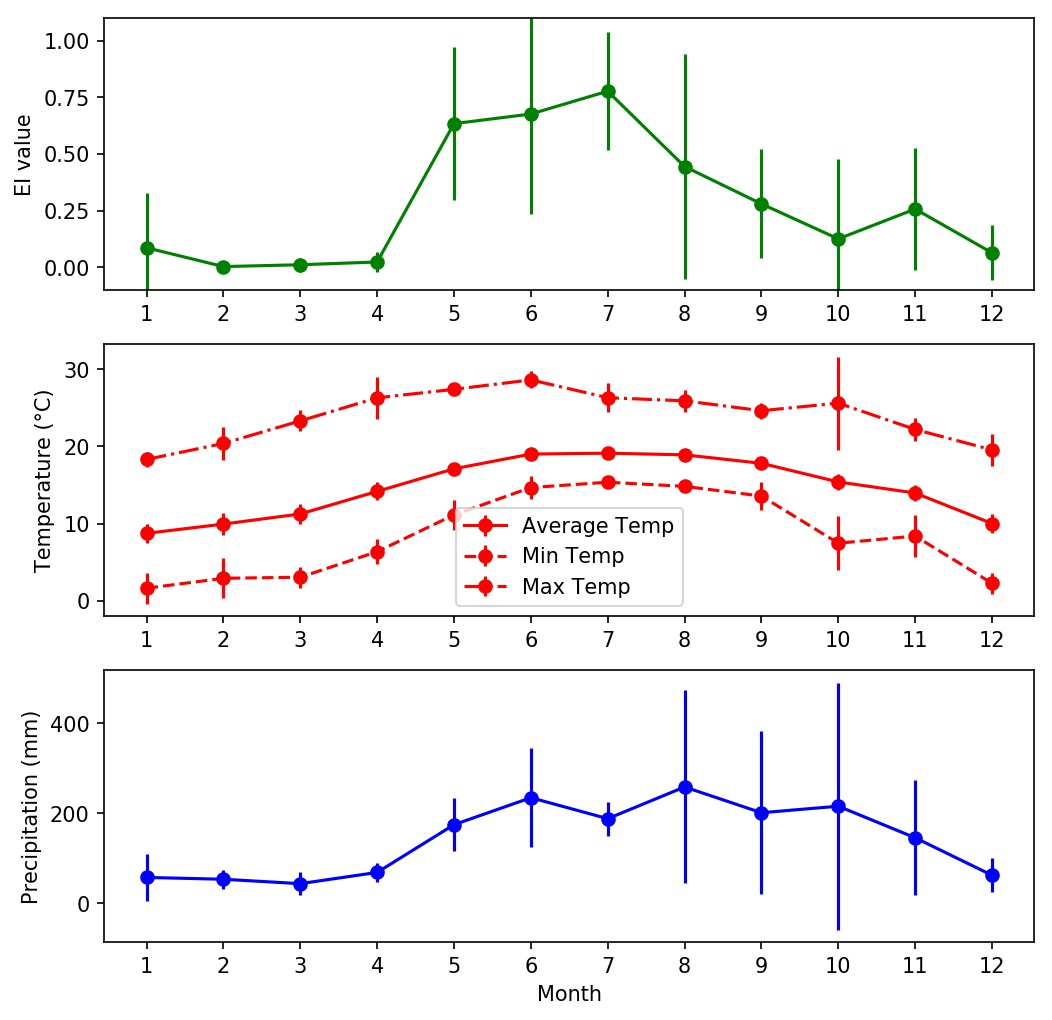 EI value
1.00
0.75
0.50
0.25
0.00
1 2 3 4 5 6 7 8 9 10 11 12
Temperature (°C)
30
20
10
0
Average Temp
Min Temp
Max Temp
1 2 3 4 5 6 7 8 9 10 11 12
Precipitation (mm)
400
200
0
1 2 3 4 5 6 7 8 9 10 11 12
Month